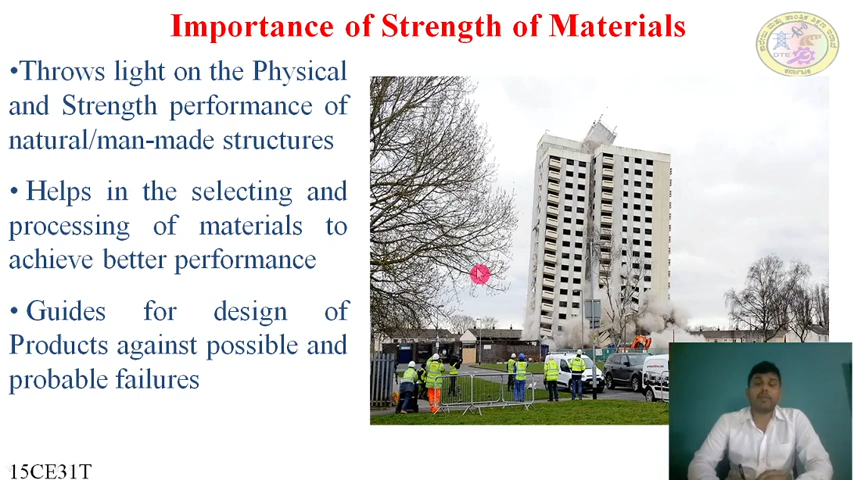 Importance of Strength of Materials
•Throws light on the Physical
and Strength performance of
natural/man-made structures
• Helps in the selecting and
processing of materials to
achieve better performance
• Guides for design of
Products against possible and
probable failures
15CE31T
DTE